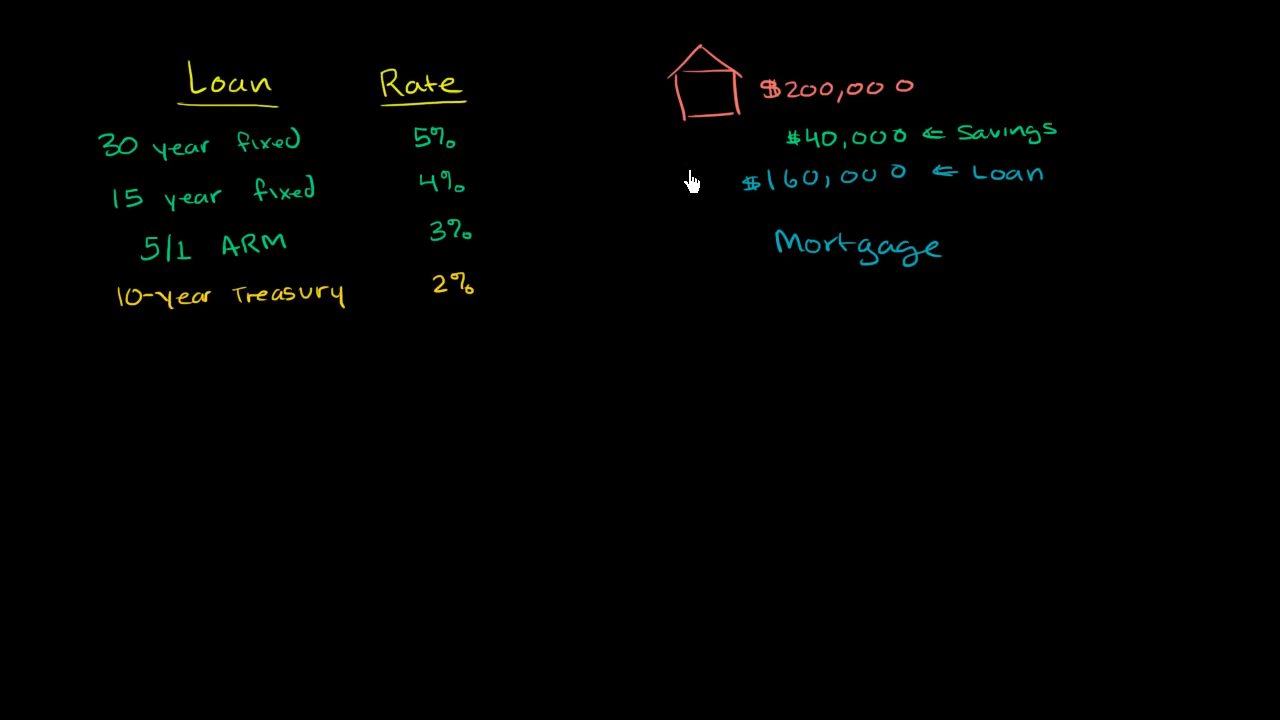 Loan Rate
30 year fixed 5%
15 year fixed 4%
5/1 ARM 3%
10-year Treasury 2%
$200,000
$40,000 ← Savings
$160,000 ← Loan
Mortgage